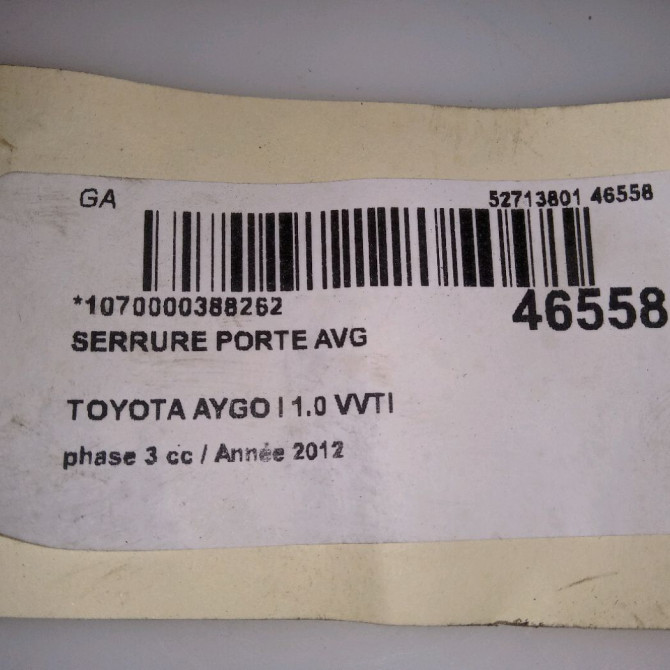 GA 52713801 46558
*1070000388262 46558
SERRURE PORTE AVG
TOYOTA AYGO I 1.0 VVTI
phase 3 cc / Année 2012